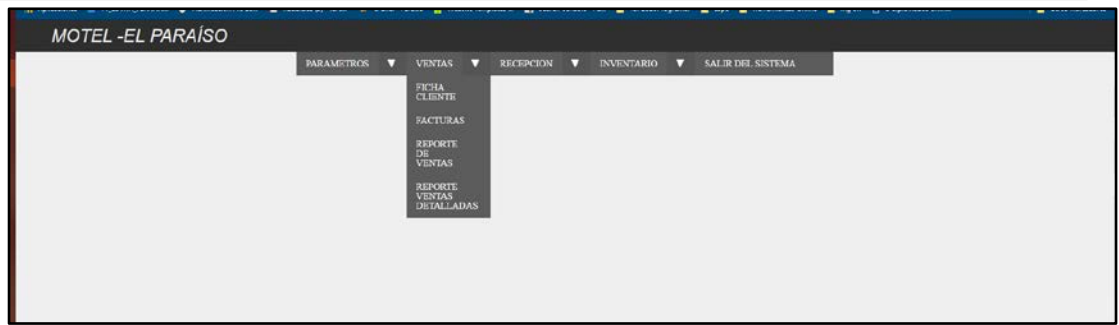 MOTEL -EL PARAÍSO
PARAMETROS ▼ VENTAS ▼ RECEPCION ▼ INVENTARIO ▼ SALIR DEL SISTEMA
FICHA
CLIENTE
FACTURAS
REPORTE
DE
VENTAS
REPORTE
VENTAS
DETALLADAS